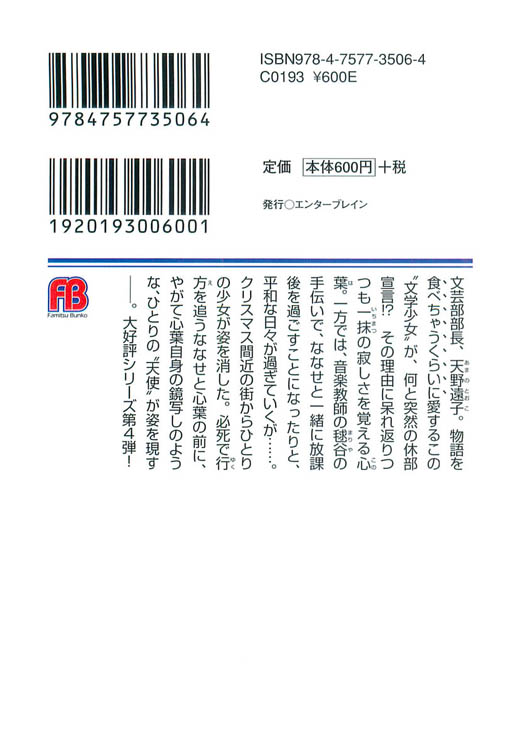 ISBN978-4-7577-3506-4
C0193 ¥600E
9784757735064
定価 本体600円+税
発行○エンターブレイン
1920193006001
FB
Famitsu Bunko
文芸部部長、天野遠子。物語を
食べちゃうくらいに愛するこの
“文学少女”が、何と突然の休部
宣言!? その理由に呆れ返りつ
つも一抹の寂しさを覚える心
葉。一方では、音楽教師の毬谷の
手伝いで、ななせと一緒に放課
後を過ごすことになったりと、
平和な日々が過ぎていくが……。
クリスマス間近の街からひとり
の少女が姿を消した。必死で行
方を追うななせと心葉の前に、
やがて心葉自身の鏡写しのよう
な、ひとりの“天使”が姿を現す
――。大好評シリーズ第4弾!